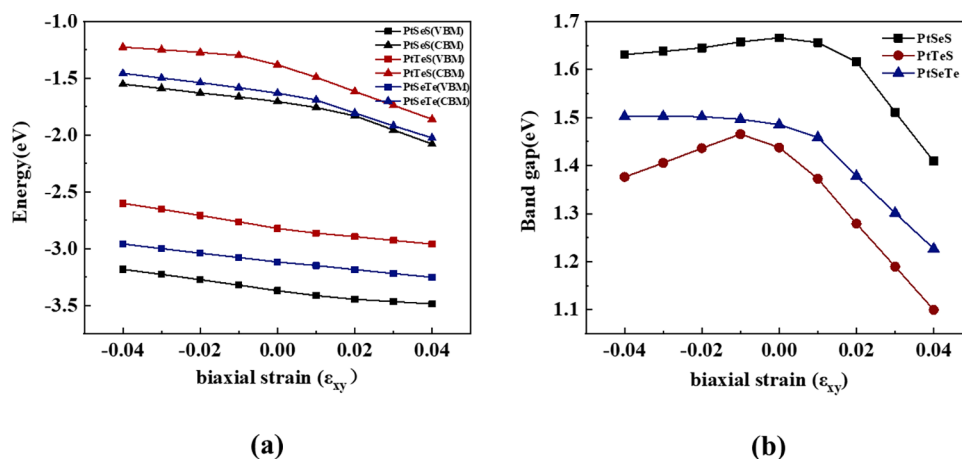 -1.0
-1.5
-2.0
-2.5
-3.0
-3.5
Energy(eV)
PtSeS(VBM)
PtSeS(CBM)
PtTeS(VBM)
PtTeS(CBM)
PtSeTe(VBM)
PtSeTe(CBM)
-0.04 -0.02 0.00 0.02 0.04
biaxial strain (εxy)
(a)
1.7
1.6
1.5
1.4
1.3
1.2
1.1
Band gap(eV)
PtSeS
PtTeS
PtSeTe
-0.04 -0.02 0.00 0.02 0.04
biaxial strain (εxy)
(b)